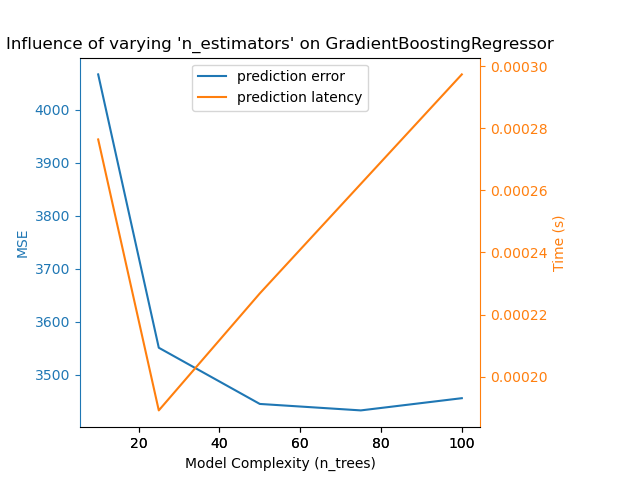 Influence of varying 'n_estimators' on GradientBoostingRegressor
prediction error
prediction latency
4000
3900
3800
3700
3600
3500
MSE
0.00030
0.00028
0.00026
0.00024
0.00022
0.00020
Time (s)
20 40 60 80 100
Model Complexity (n_trees)